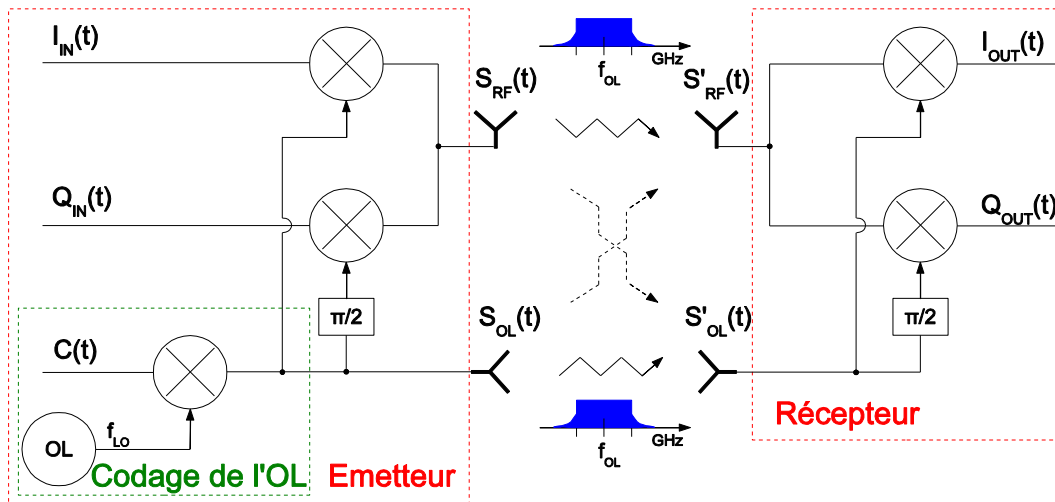 I_IN(t)
Q_IN(t)
π/2
C(t)
OL
f_LO
Codage de l'OL
Emetteur
S_RF(t)
S_OL(t)
f_OL
GHz
f_OL
GHz
S'_RF(t)
S'_OL(t)
I_OUT(t)
Q_OUT(t)
π/2
Récepteur